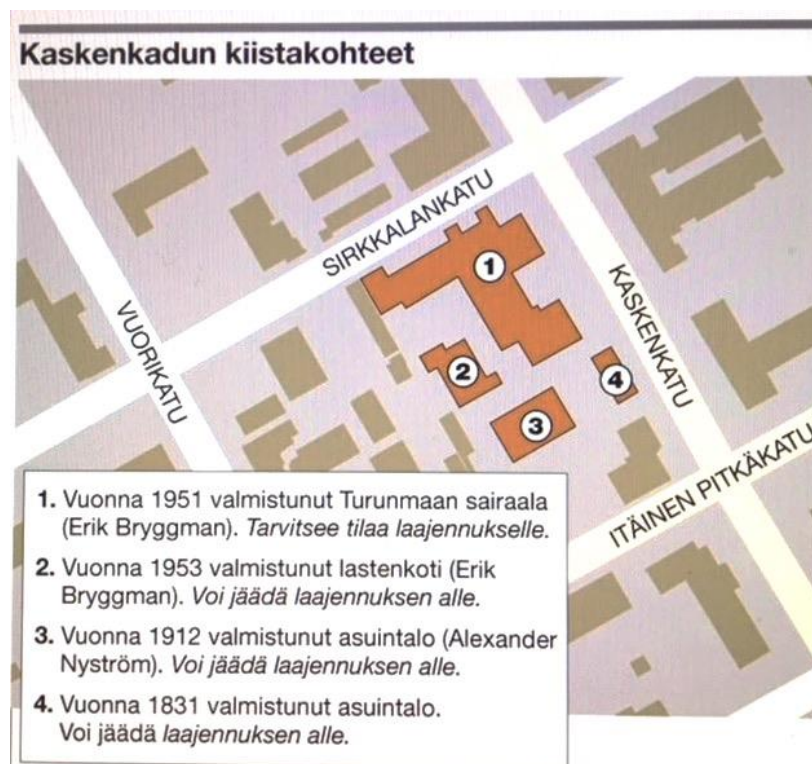 Kaskenkadun kiistakohteet
SIRKKALANKATU
KASKENKATU
VUORIKATU
ITÄINEN PITKÄKATU
1
2
3
4
1. Vuonna 1951 valmistunut Turunmaan sairaala
(Erik Bryggman). Tarvitsee tilaa laajennukselle.
2. Vuonna 1953 valmistunut lastenkoti (Erik
Bryggman). Voi jäädä laajennuksen alle.
3. Vuonna 1912 valmistunut asuintalo (Alexander
Nyström). Voi jäädä laajennuksen alle.
4. Vuonna 1831 valmistunut asuintalo.
Voi jäädä laajennuksen alle.